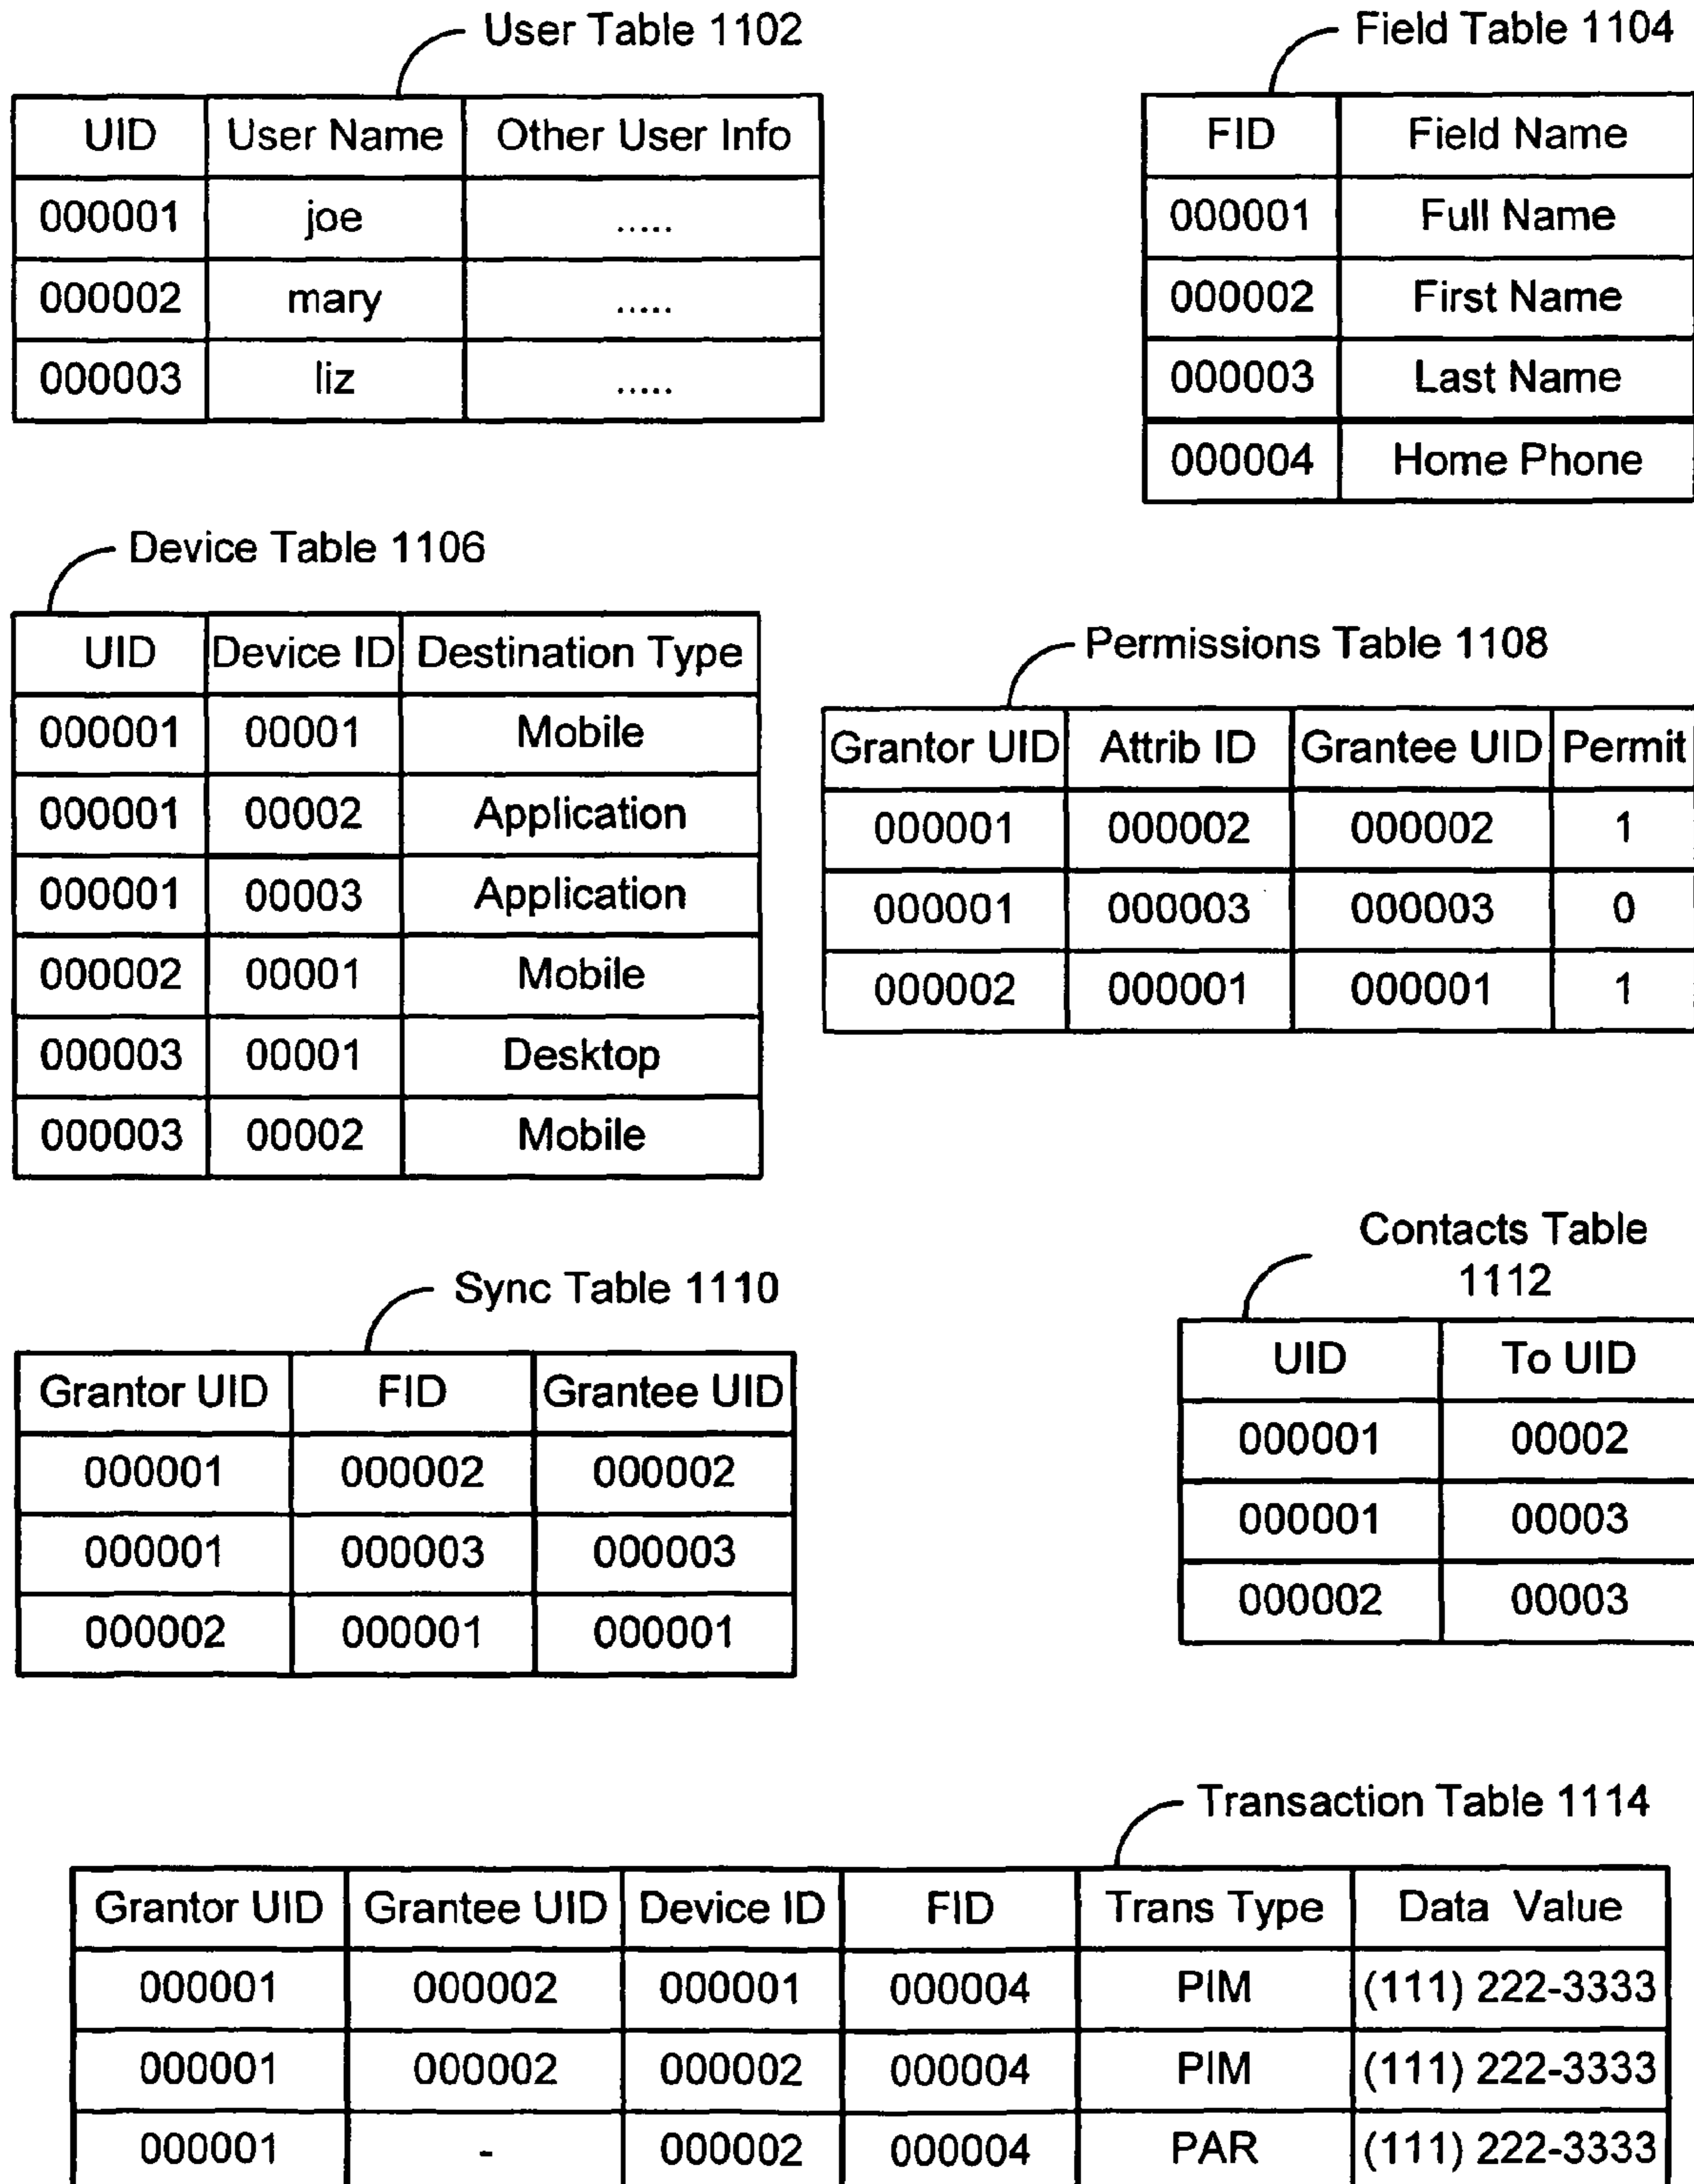 User Table 1102
UID User Name Other User Info
000001 joe .....
000002 mary .....
000003 liz .....
Field Table 1104
FID Field Name
000001 Full Name
000002 First Name
000003 Last Name
000004 Home Phone
Device Table 1106
UID Device ID Destination Type
000001 00001 Mobile
000001 00002 Application
000001 00003 Application
000002 00001 Mobile
000003 00001 Desktop
000003 00002 Mobile
Permissions Table 1108
Grantor UID Attrib ID Grantee UID Permit
000001 000002 000002 1
000001 000003 000003 0
000002 000001 000001 1
Sync Table 1110
Grantor UID FID Grantee UID
000001 000002 000002
000001 000003 000003
000002 000001 000001
Contacts Table
1112
UID To UID
000001 00002
000001 00003
000002 00003
Transaction Table 1114
Grantor UID Grantee UID Device ID FID Trans Type Data Value
000001 000002 000001 000004 PIM (111) 222-3333
000001 000002 000002 000004 PIM (111) 222-3333
000001 - 000002 000004 PAR (111) 222-3333